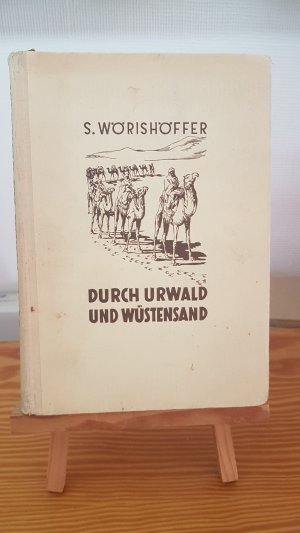 S. WÖRISHÖFFER
DURCH URWALD
UND WÜSTENSAND